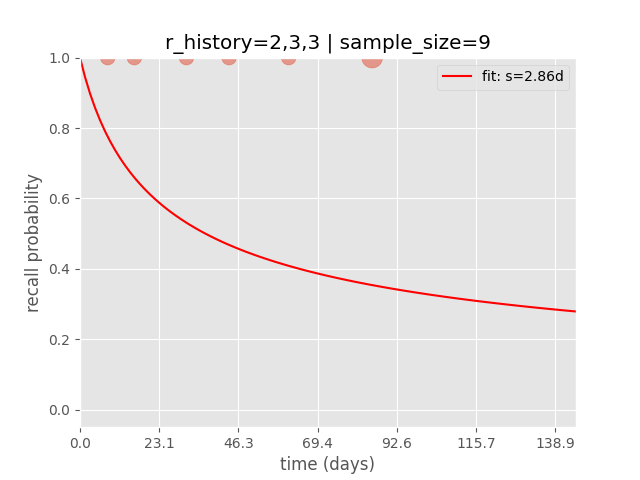 r_history=2,3,3 | sample_size=9
fit: s=2.86d
1.0
0.8
0.6
0.4
0.2
0.0
recall probability
0.0 23.1 46.3 69.4 92.6 115.7 138.9
time (days)